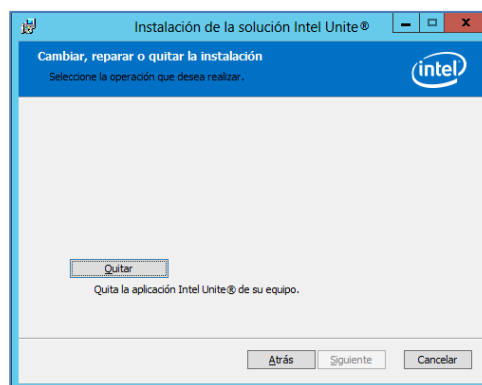 Instalación de la solución Intel Unite®
Cambiar, reparar o quitar la instalación
Seleccione la operación que desea realizar.
intel
Quitar
Quita la aplicación Intel Unite® de su equipo.
Atrás Siguiente Cancelar